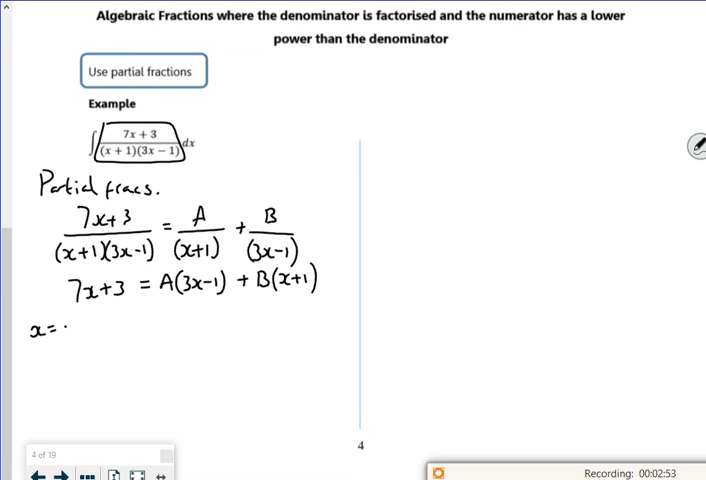 Algebraic Fractions where the denominator is factorised and the numerator has a lower
power than the denominator
Use partial fractions
Example
∫ (7x + 3)/((x + 1)(3x − 1)) dx
Partial fracs.
(7x+3)/((x+1)(3x-1)) = A/(x+1) + B/(3x-1)
7x+3 = A(3x-1) + B(x+1)
x=
4
4 of 19
Recording: 00:02:53